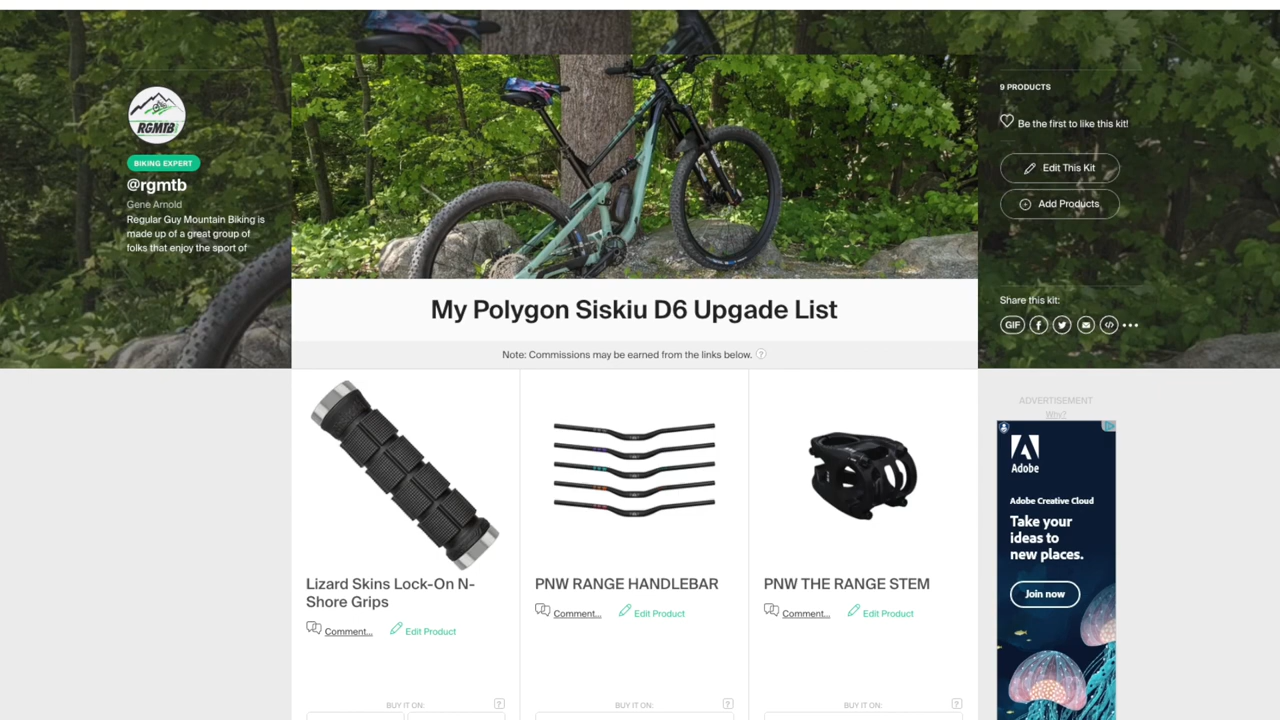 RGMTB
BIKING EXPERT
@rgmtb
Gene Arnold
Regular Guy Mountain Biking is
made up of a great group of
folks that enjoy the sport of
9 PRODUCTS
Be the first to like this kit!
Edit This Kit
Add Products
Share this kit:
GIF
My Polygon Siskiu D6 Upgade List
Note: Commissions may be earned from the links below. ?
Lizard Skins Lock-On N-
Shore Grips
Comment... Edit Product
BUY IT ON: ?
PNW RANGE HANDLEBAR
Comment... Edit Product
BUY IT ON: ?
PNW THE RANGE STEM
Comment... Edit Product
BUY IT ON: ?
ADVERTISEMENT
Why?
Adobe
Adobe Creative Cloud
Take your
ideas to
new places.
Join now